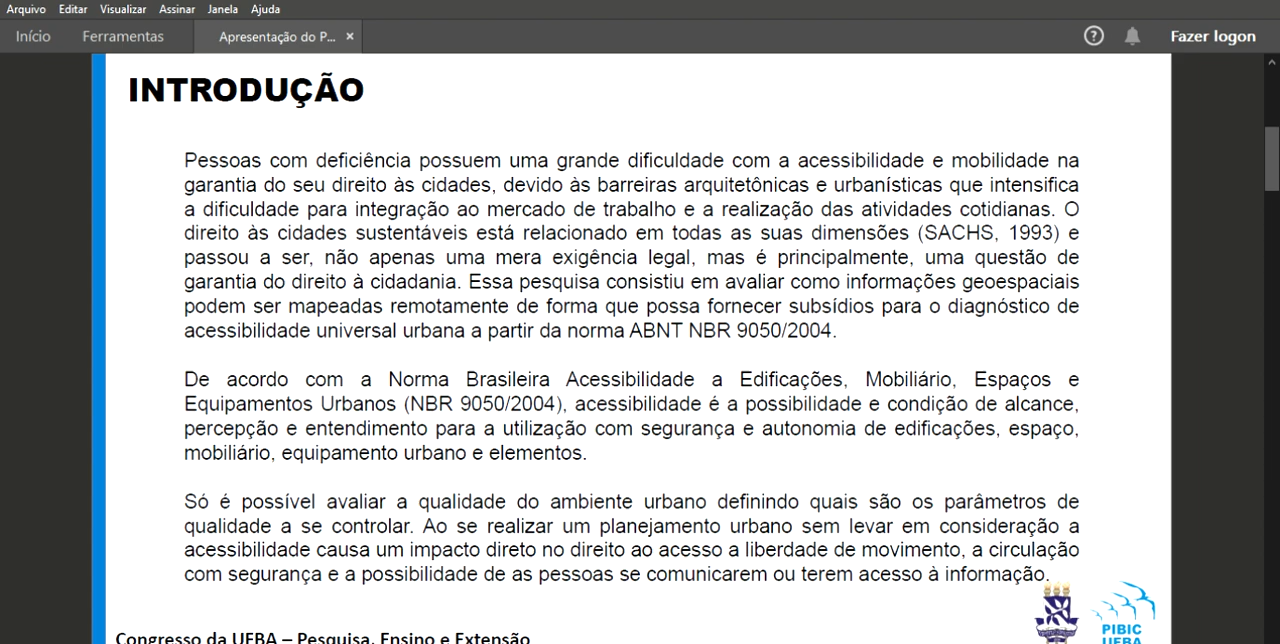 Arquivo Editar Visualizar Assinar Janela Ajuda
Início Ferramentas Apresentação do P... × ? Fazer logon
INTRODUÇÃO
Pessoas com deficiência possuem uma grande dificuldade com a acessibilidade e mobilidade na
garantia do seu direito às cidades, devido às barreiras arquitetônicas e urbanísticas que intensifica
a dificuldade para integração ao mercado de trabalho e a realização das atividades cotidianas. O
direito às cidades sustentáveis está relacionado em todas as suas dimensões (SACHS, 1993) e
passou a ser, não apenas uma mera exigência legal, mas é principalmente, uma questão de
garantia do direito à cidadania. Essa pesquisa consistiu em avaliar como informações geoespaciais
podem ser mapeadas remotamente de forma que possa fornecer subsídios para o diagnóstico de
acessibilidade universal urbana a partir da norma ABNT NBR 9050/2004.
De acordo com a Norma Brasileira Acessibilidade a Edificações, Mobiliário, Espaços e
Equipamentos Urbanos (NBR 9050/2004), acessibilidade é a possibilidade e condição de alcance,
percepção e entendimento para a utilização com segurança e autonomia de edificações, espaço,
mobiliário, equipamento urbano e elementos.
Só é possível avaliar a qualidade do ambiente urbano definindo quais são os parâmetros de
qualidade a se controlar. Ao se realizar um planejamento urbano sem levar em consideração a
acessibilidade causa um impacto direto no direito ao acesso a liberdade de movimento, a circulação
com segurança e a possibilidade de as pessoas se comunicarem ou terem acesso à informação.
Congresso da UFBA – Pesquisa, Ensino e Extensão
PIBIC
UFBA